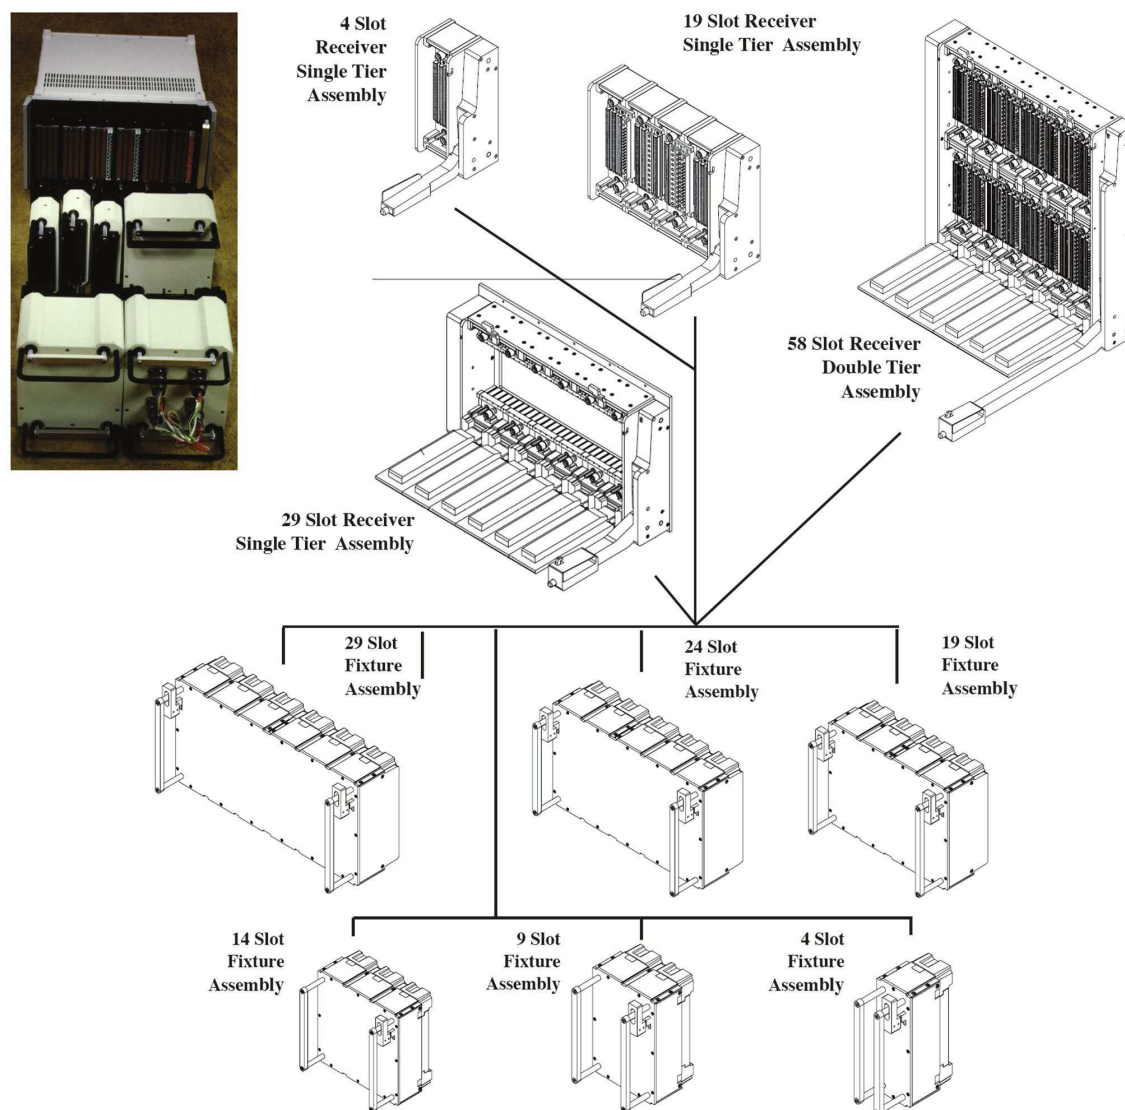 4 Slot
Receiver
Single Tier
Assembly
19 Slot Receiver
Single Tier Assembly
58 Slot Receiver
Double Tier
Assembly
29 Slot Receiver
Single Tier Assembly
29 Slot
Fixture
Assembly
24 Slot
Fixture
Assembly
19 Slot
Fixture
Assembly
14 Slot
Fixture
Assembly
9 Slot
Fixture
Assembly
4 Slot
Fixture
Assembly